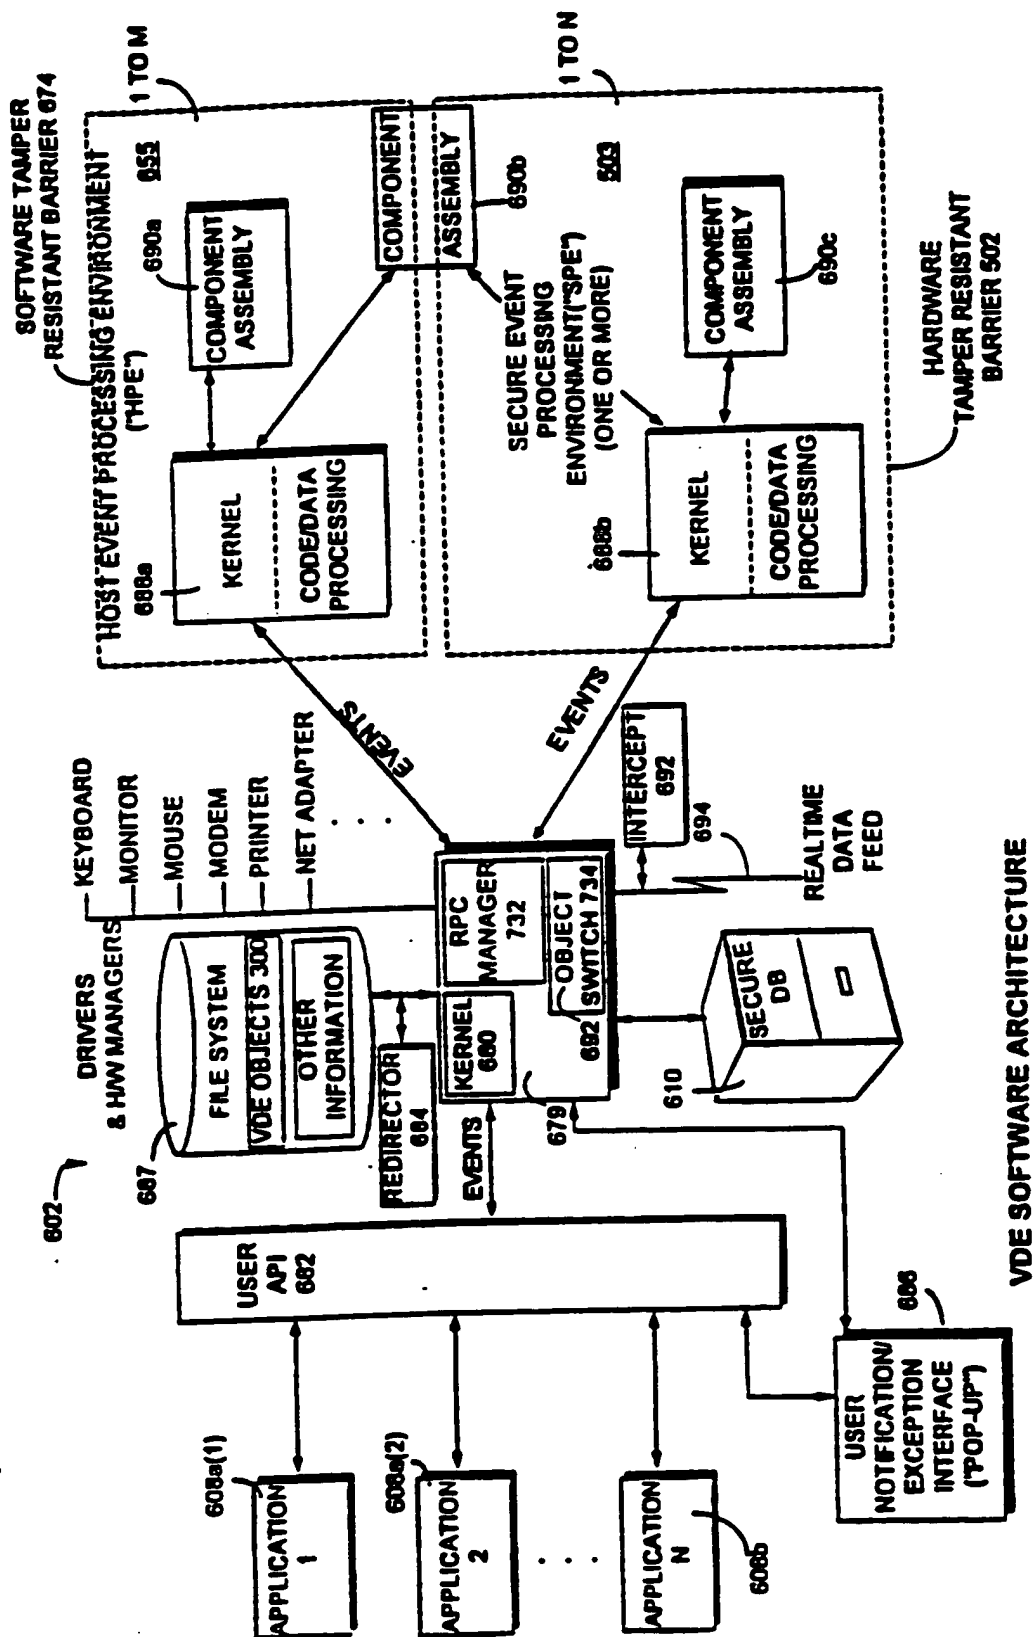 SOFTWARE TAMPER
RESISTANT BARRIER 674
HOST EVENT PROCESSING ENVIRONMENT
("HPE")
655
1 TO M
690a
COMPONENT
ASSEMBLY
688a
KERNEL
CODE/DATA
PROCESSING
COMPONENT
ASSEMBLY
690b
1 TO N
503
SECURE EVENT
PROCESSING
ENVIRONMENT("SPE")
(ONE OR MORE)
COMPONENT
ASSEMBLY
690c
688b
KERNEL
CODE/DATA
PROCESSING
HARDWARE
TAMPER RESISTANT
BARRIER 502
EVENTS
EVENTS
602
DRIVERS
& H/W MANAGERS
KEYBOARD
MONITOR
MOUSE
MODEM
PRINTER
NET ADAPTER
. . .
687
FILE SYSTEM
VDE OBJECTS 300
OTHER
INFORMATION
REDIRECTOR
684
KERNEL
680
RPC
MANAGER
732
OBJECT
SWITCH 734
692
679
INTERCEPT
692
694
REALTIME
DATA
FEED
SECURE
DB
610
EVENTS
USER
API
682
608a(1)
APPLICATION
1
608a(2)
APPLICATION
2
. . . .
APPLICATION
N
608b
686
USER
NOTIFICATION/
EXCEPTION
INTERFACE
("POP-UP")
VDE SOFTWARE ARCHITECTURE